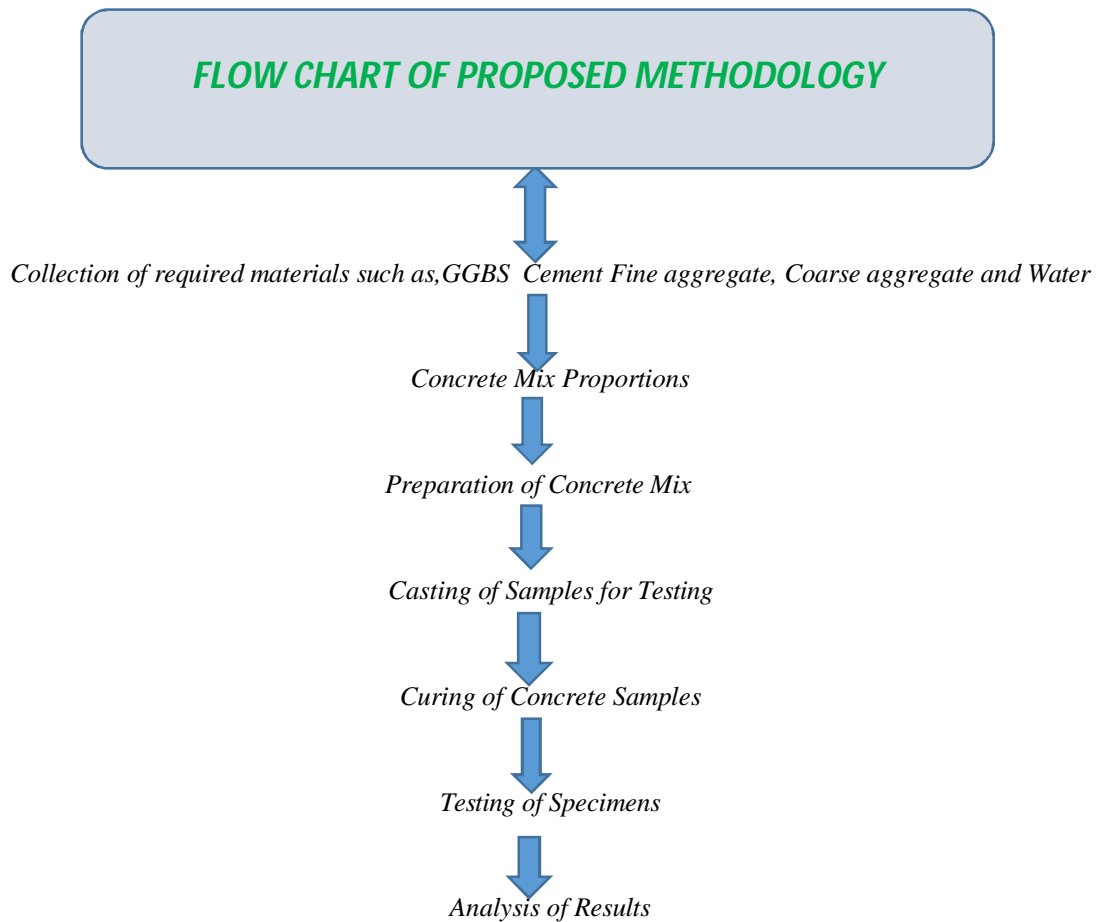 FLOW CHART OF PROPOSED METHODOLOGY
Collection of required materials such as,GGBS Cement Fine aggregate, Coarse aggregate and Water
Concrete Mix Proportions
Preparation of Concrete Mix
Casting of Samples for Testing
Curing of Concrete Samples
Testing of Specimens
Analysis of Results